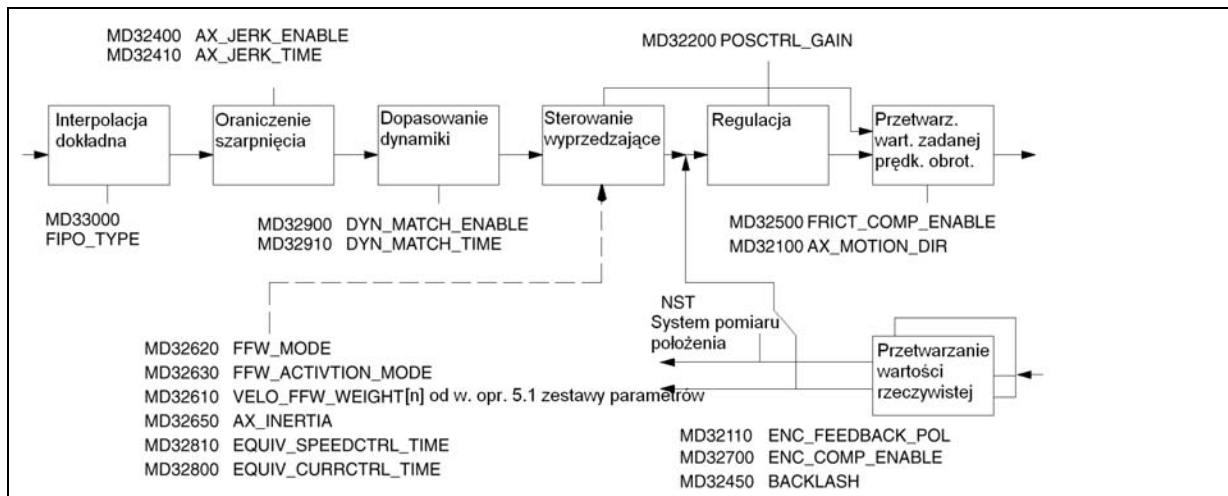 MD32400 AX_JERK_ENABLE
MD32410 AX_JERK_TIME
MD32200 POSCTRL_GAIN
Interpolacja
dokładna
Oraniczenie
szarpnięcia
Dopasowanie
dynamiki
Sterowanie
wyprzedzające
Regulacja
Przetwarz.
wart. zadanej
prędk. obrot.
MD33000
FIPO_TYPE
MD32900 DYN_MATCH_ENABLE
MD32910 DYN_MATCH_TIME
MD32500 FRICT_COMP_ENABLE
MD32100 AX_MOTION_DIR
NST
System pomiaru
położenia
Przetwarzanie
wartości
rzeczywistej
MD32620 FFW_MODE
MD32630 FFW_ACTIVTION_MODE
MD32610 VELO_FFW_WEIGHT[n] od w. opr. 5.1 zestawy parametrów
MD32650 AX_INERTIA
MD32810 EQUIV_SPEEDCTRL_TIME
MD32800 EQUIV_CURRCTRL_TIME
MD32110 ENC_FEEDBACK_POL
MD32700 ENC_COMP_ENABLE
MD32450 BACKLASH